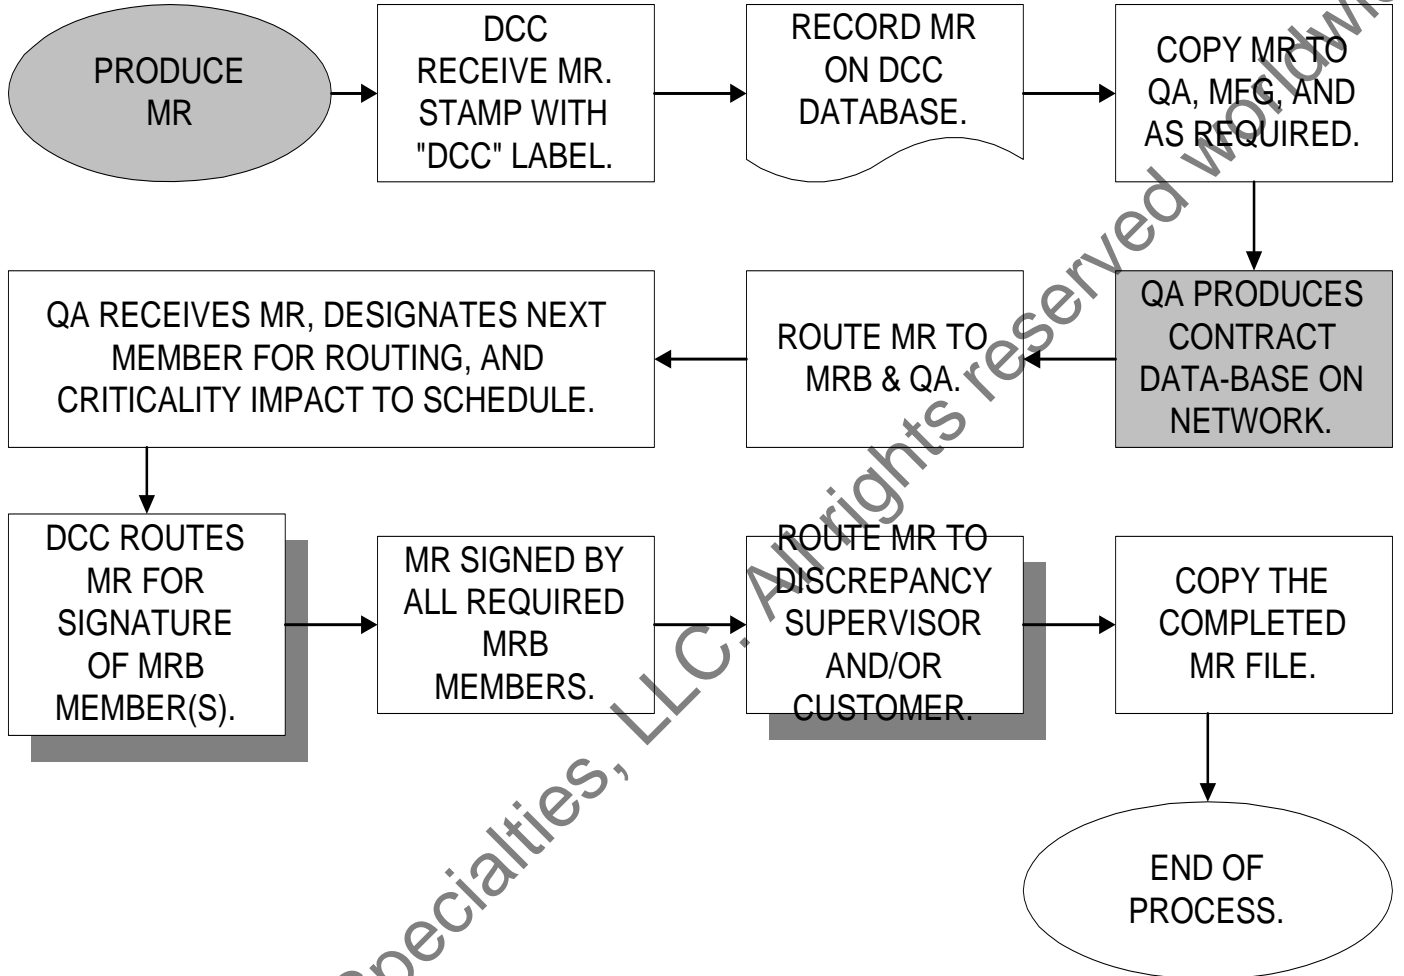 PRODUCE
MR
DCC
RECEIVE MR.
STAMP WITH
"DCC" LABEL.
RECORD MR
ON DCC
DATABASE.
COPY MR TO
QA, MFG, AND
AS REQUIRED.
QA RECEIVES MR, DESIGNATES NEXT
MEMBER FOR ROUTING, AND
CRITICALITY IMPACT TO SCHEDULE.
ROUTE MR TO
MRB & QA.
QA PRODUCES
CONTRACT
DATA-BASE ON
NETWORK.
DCC ROUTES
MR FOR
SIGNATURE
OF MRB
MEMBER(S).
MR SIGNED BY
ALL REQUIRED
MRB
MEMBERS.
ROUTE MR TO
DISCREPANCY
SUPERVISOR
AND/OR
CUSTOMER.
COPY THE
COMPLETED
MR FILE.
END OF
PROCESS.
Specialties, LLC. All rights reserved